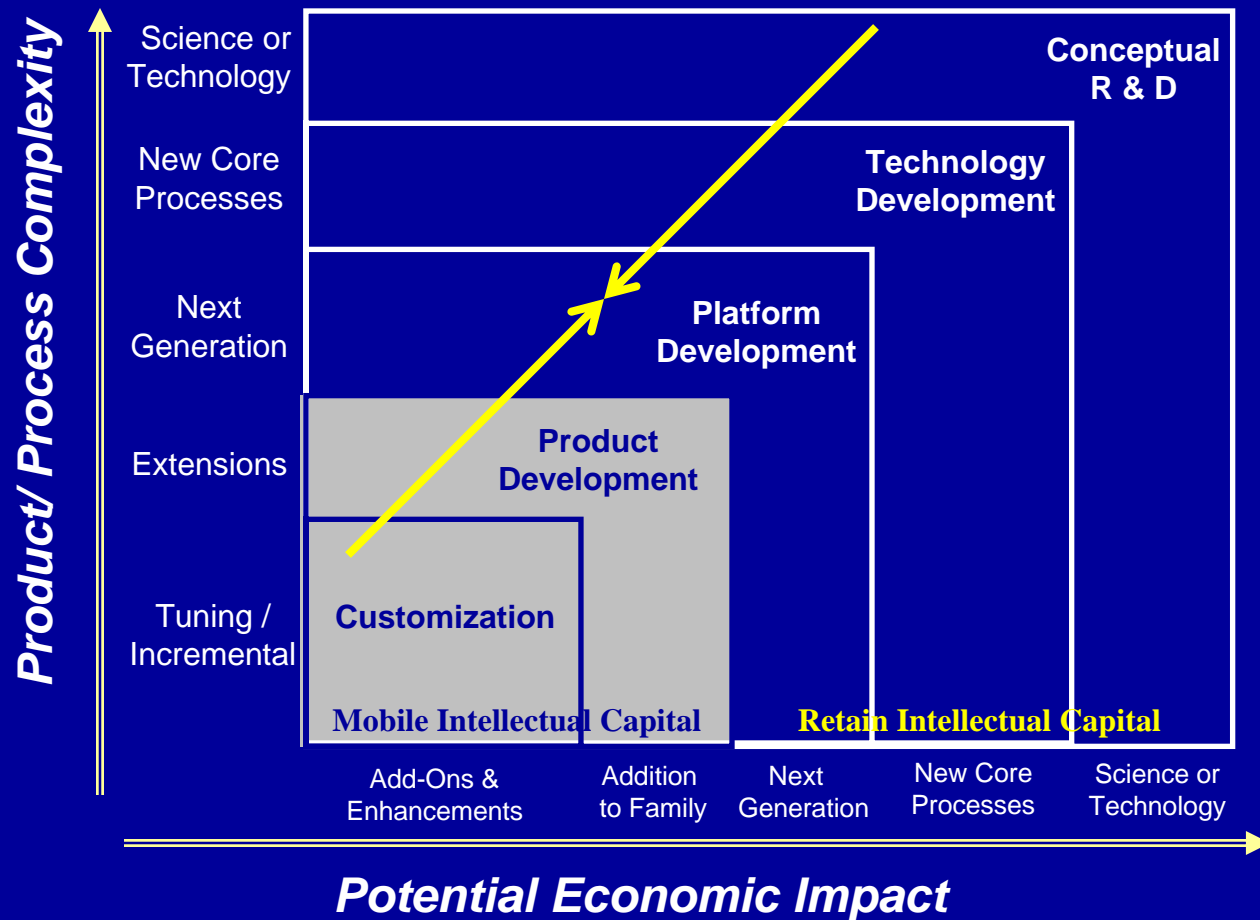 Product/ Process Complexity
Science or
Technology
New Core
Processes
Next
Generation
Extensions
Tuning /
Incremental
Conceptual
R & D
Technology
Development
Platform
Development
Product
Development
Customization
Mobile Intellectual Capital
Retain Intellectual Capital
Add-Ons &
Enhancements
Addition
to Family
Next
Generation
New Core
Processes
Science or
Technology
Potential Economic Impact